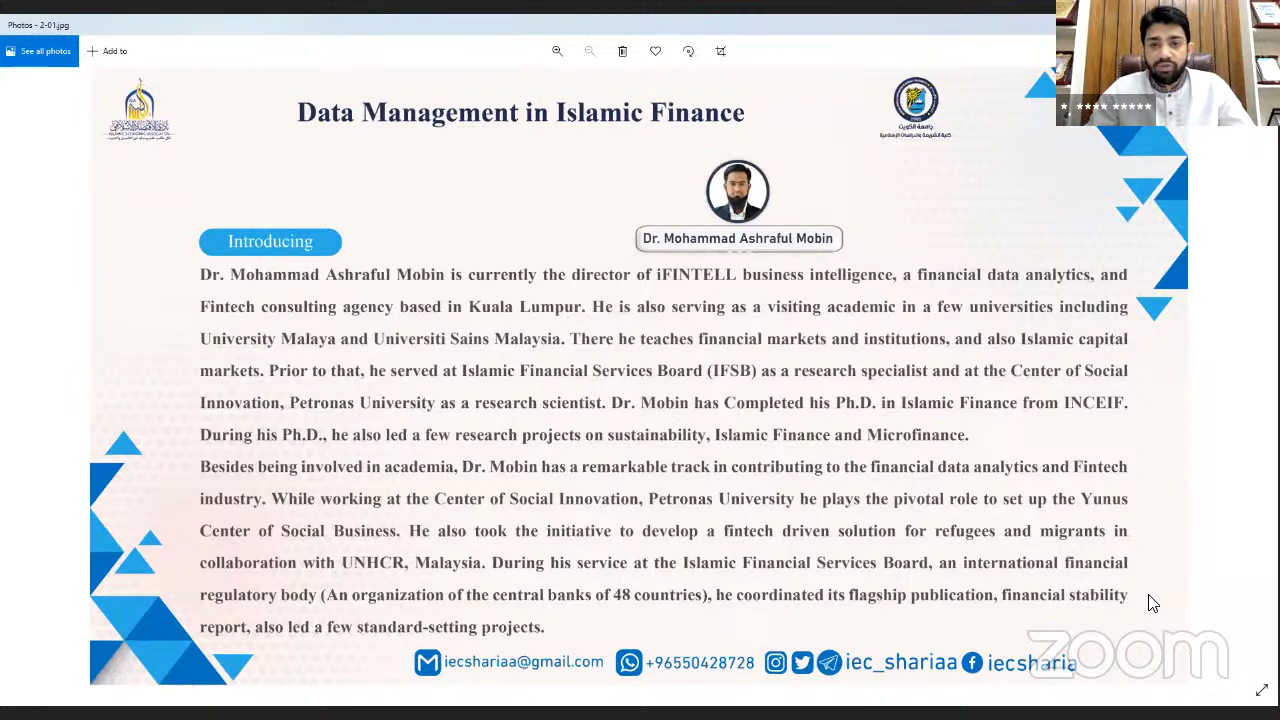 Photos - 2-01.jpg
See all photos
Add to
* **** *****
Data Management in Islamic Finance
ISLAMIC ECONOMIC ASSOCIATION
جامعة الكويت
كلية الشريعة والدراسات الإسلامية
Dr. Mohammad Ashraful Mobin
Introducing
Dr. Mohammad Ashraful Mobin is currently the director of iFINTELL business intelligence, a financial data analytics, and
Fintech consulting agency based in Kuala Lumpur. He is also serving as a visiting academic in a few universities including
University Malaya and Universiti Sains Malaysia. There he teaches financial markets and institutions, and also Islamic capital
markets. Prior to that, he served at Islamic Financial Services Board (IFSB) as a research specialist and at the Center of Social
Innovation, Petronas University as a research scientist. Dr. Mobin has Completed his Ph.D. in Islamic Finance from INCEIF.
During his Ph.D., he also led a few research projects on sustainability, Islamic Finance and Microfinance.
Besides being involved in academia, Dr. Mobin has a remarkable track in contributing to the financial data analytics and Fintech
industry. While working at the Center of Social Innovation, Petronas University he plays the pivotal role to set up the Yunus
Center of Social Business. He also took the initiative to develop a fintech driven solution for refugees and migrants in
collaboration with UNHCR, Malaysia. During his service at the Islamic Financial Services Board, an international financial
regulatory body (An organization of the central banks of 48 countries), he coordinated its flagship publication, financial stability
report, also led a few standard-setting projects.
iecshariaa@gmail.com
+96550428728
iec_shariaa
iecsharia
zoom